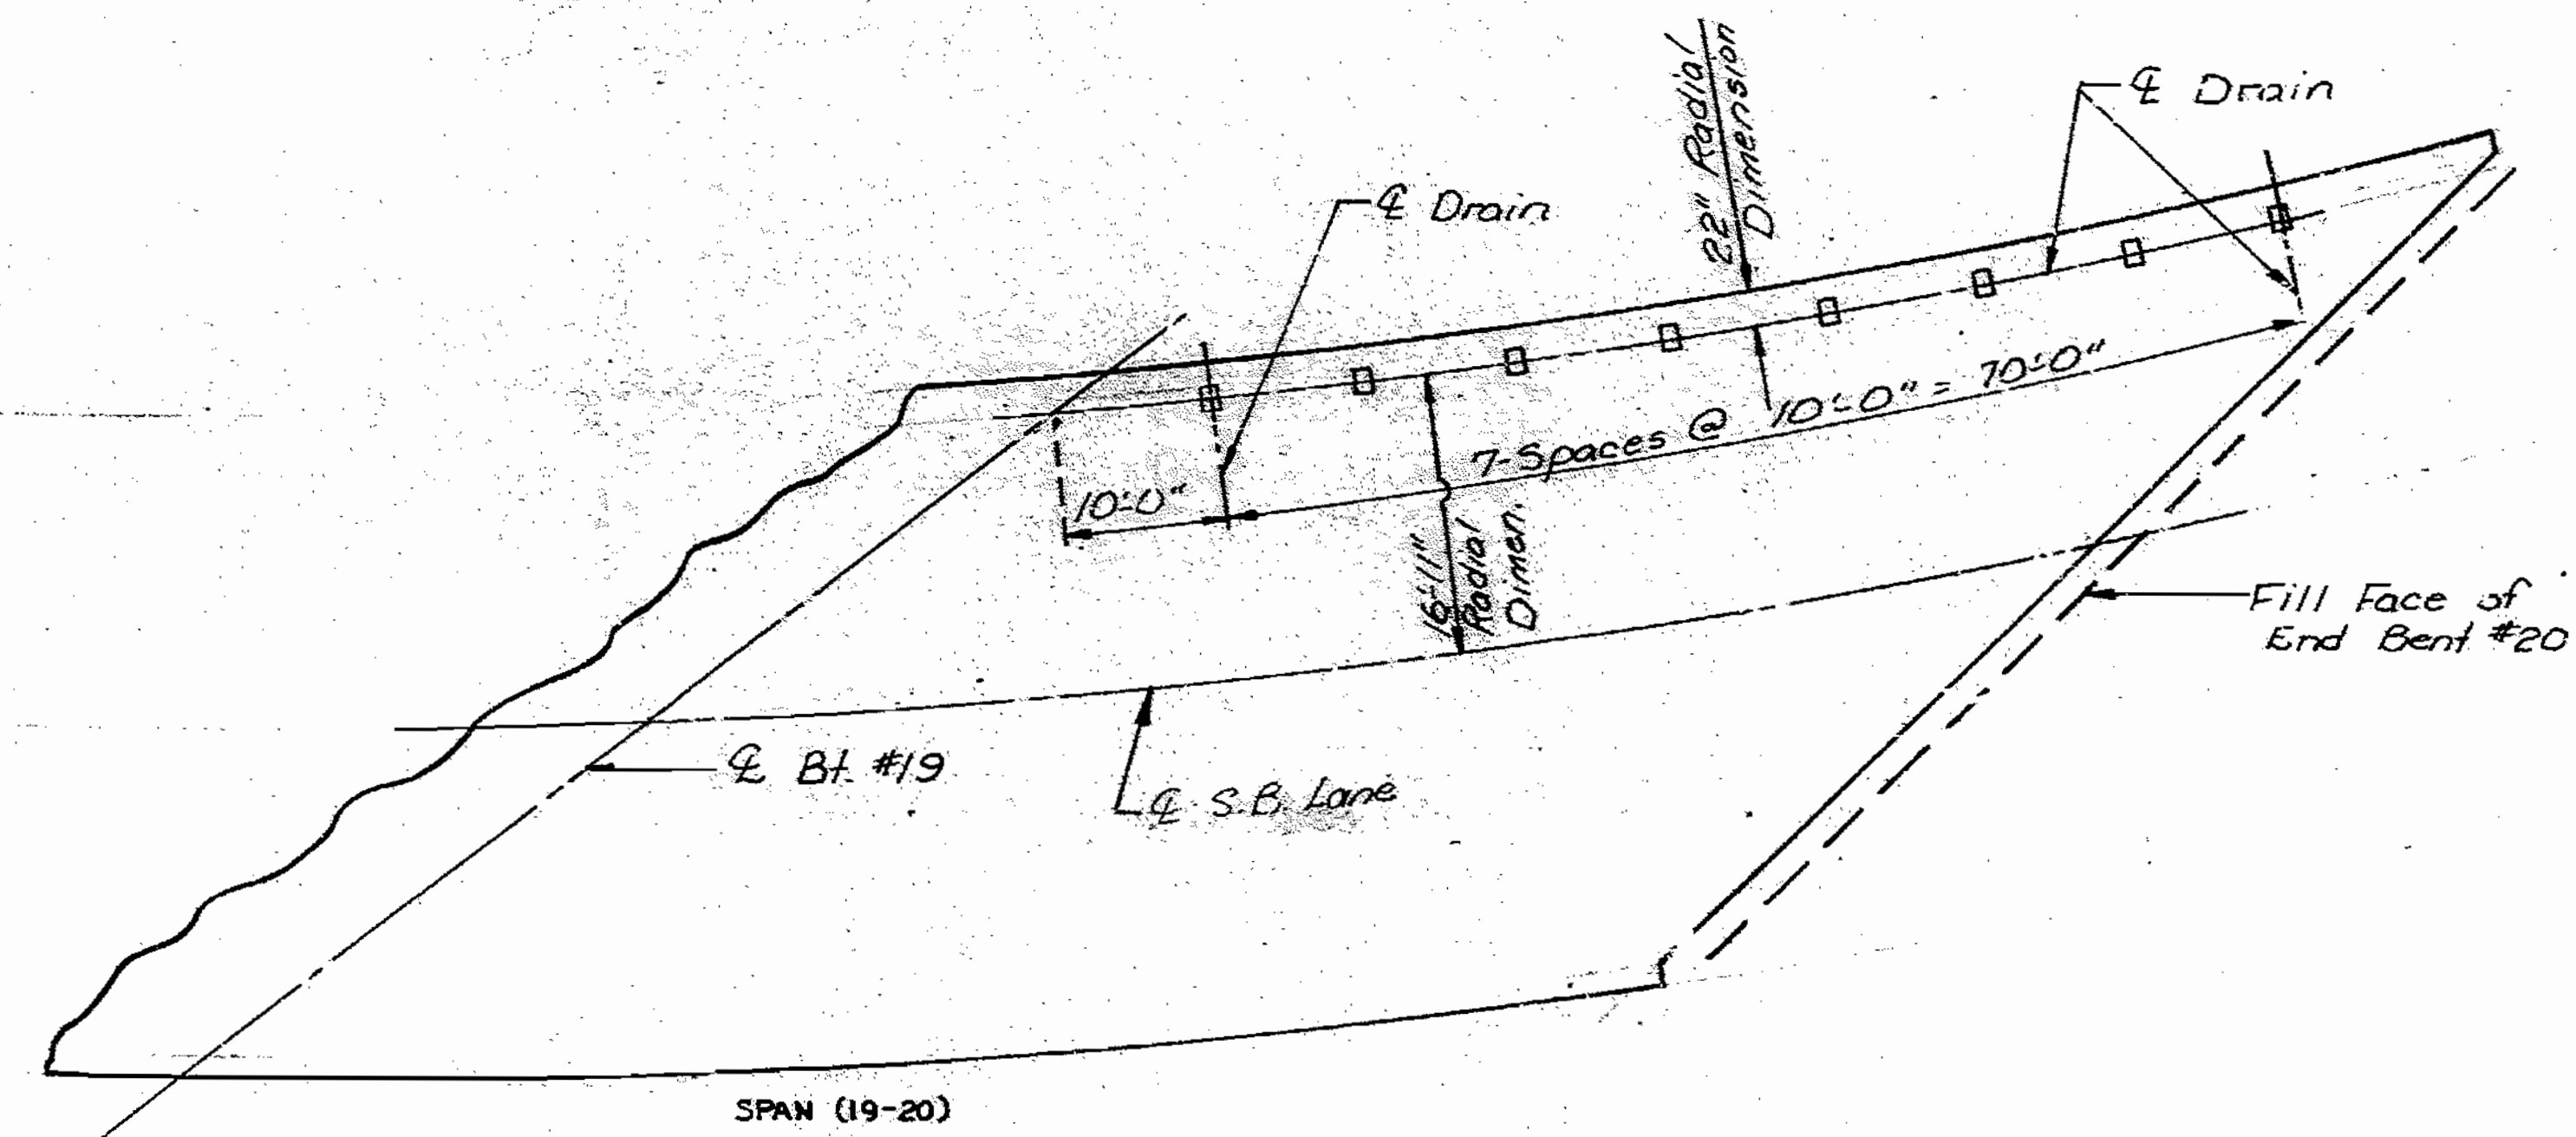 22" Radial
Dimension
℄ Drain
℄ Drain
7-Spaces @ 10'-0" = 70'-0"
10'-0"
16'-11"
Radial
Dimen.
Fill Face of
End Bent #20
℄ Bt. #19
℄ S.B. Lane
SPAN (19-20)